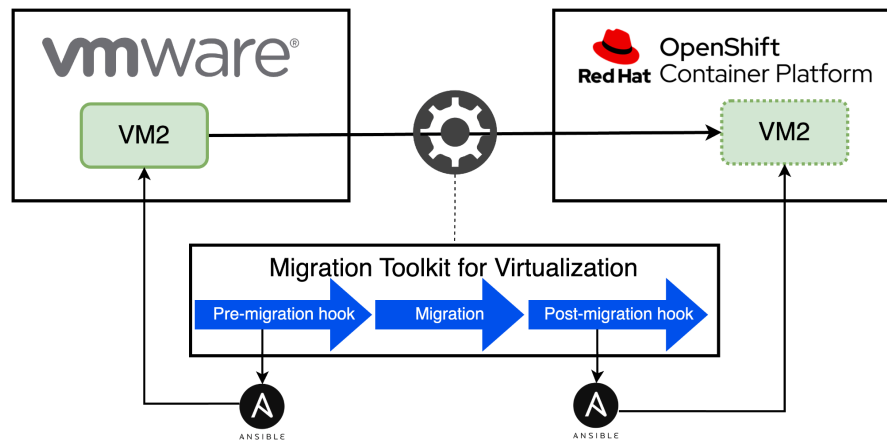 vmware®
Red Hat
OpenShift
Container Platform
VM2
VM2
Migration Toolkit for Virtualization
Pre-migration hook
Migration
Post-migration hook
ANSIBLE
ANSIBLE